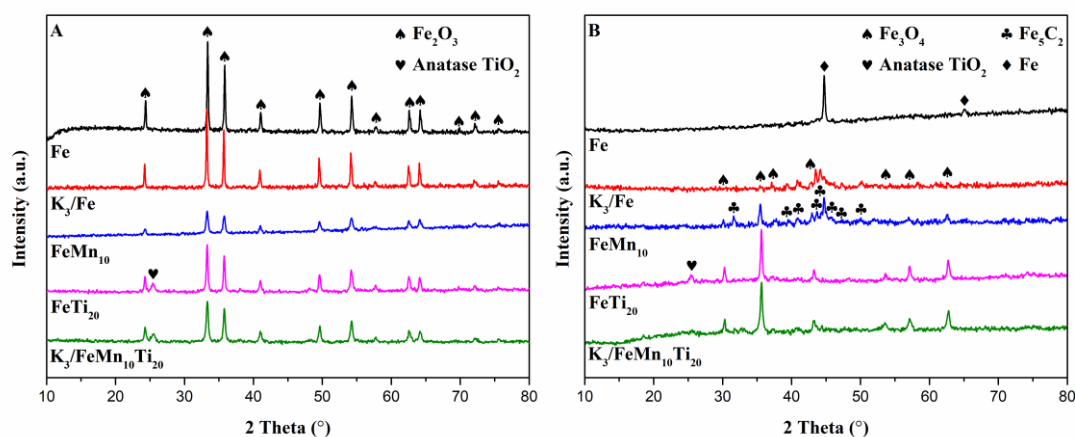 A
♠ Fe₂O₃
♥ Anatase TiO₂
Fe
K₃/Fe
FeMn₁₀
FeTi₂₀
K₃/FeMn₁₀Ti₂₀
Intensity (a.u.)
10 20 30 40 50 60 70 80
2 Theta (°)
B
♠ Fe₃O₄ ♣ Fe₅C₂
♥ Anatase TiO₂ ♦ Fe
Fe
K₃/Fe
FeMn₁₀
FeTi₂₀
K₃/FeMn₁₀Ti₂₀
Intensity (a.u.)
10 20 30 40 50 60 70 80
2 Theta (°)